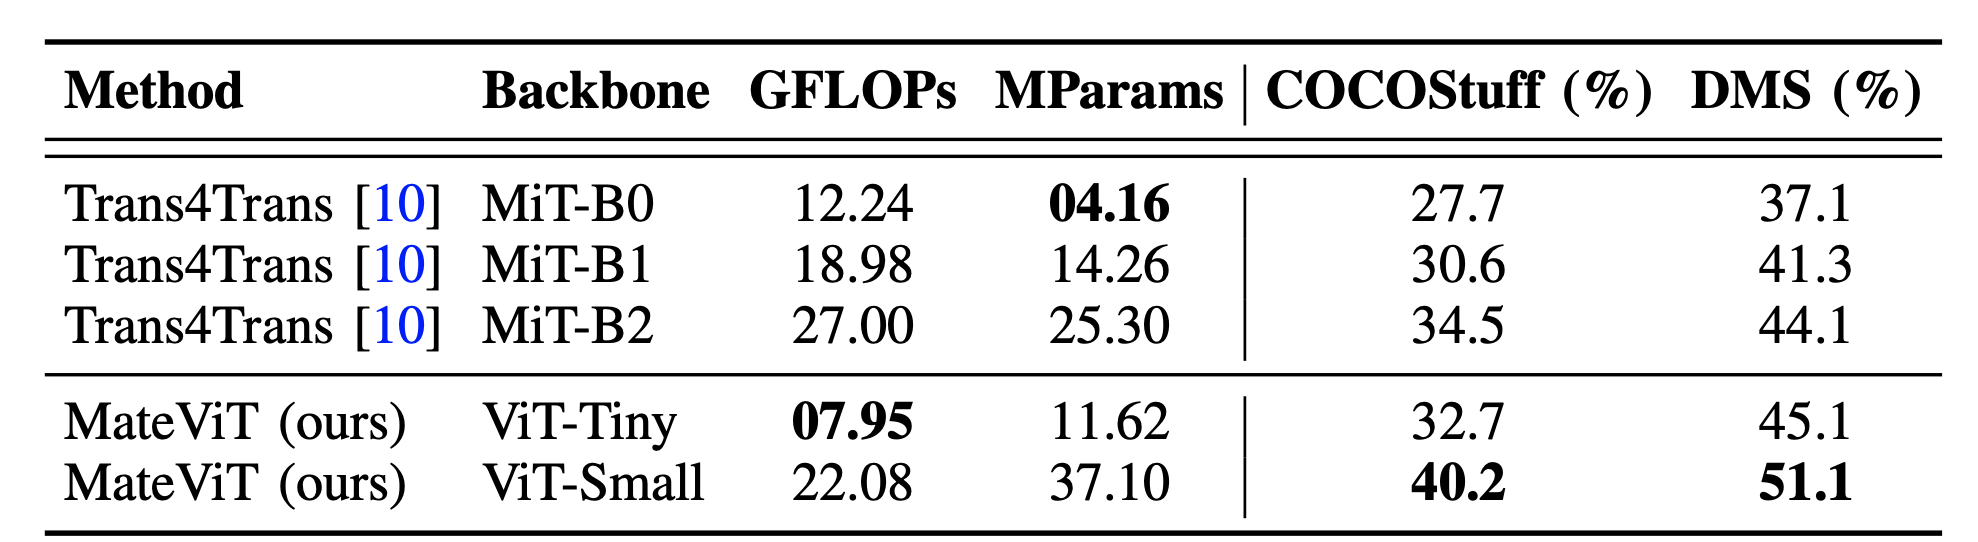 Method Backbone GFLOPs MParams COCOStuff (%) DMS (%)
Trans4Trans [10] MiT-B0 12.24 04.16 27.7 37.1
Trans4Trans [10] MiT-B1 18.98 14.26 30.6 41.3
Trans4Trans [10] MiT-B2 27.00 25.30 34.5 44.1
MateViT (ours) ViT-Tiny 07.95 11.62 32.7 45.1
MateViT (ours) ViT-Small 22.08 37.10 40.2 51.1